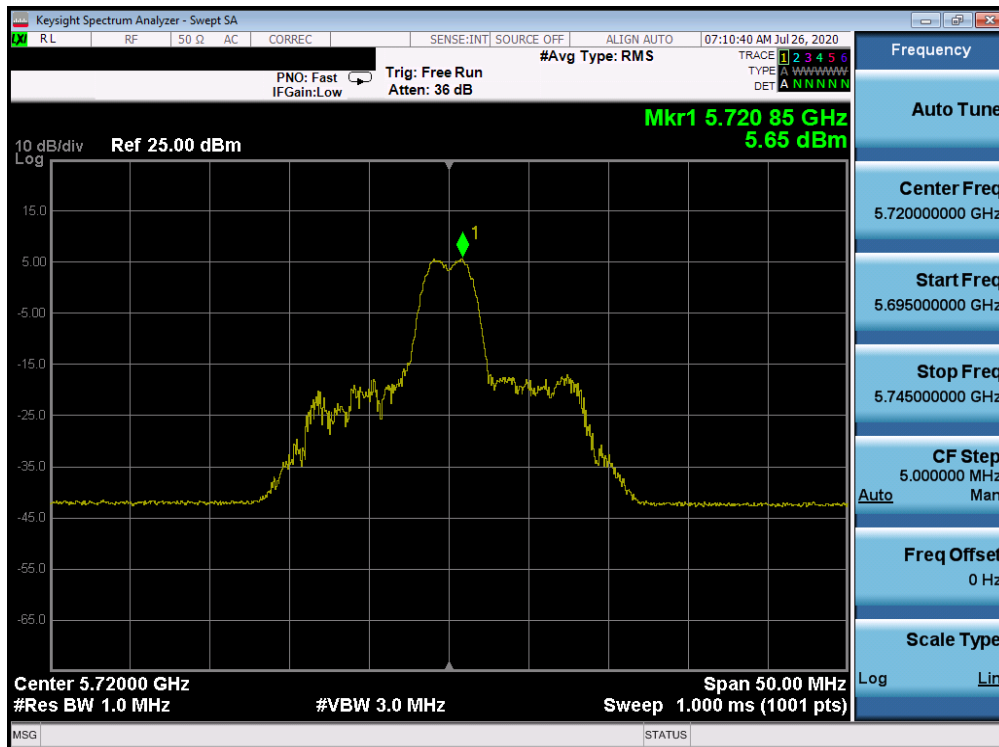 Keysight Spectrum Analyzer - Swept SA
LXI RL RF 50 Ω AC CORREC SENSE:INT SOURCE OFF ALIGN AUTO 07:10:40 AM Jul 26, 2020
#Avg Type: RMS
TRACE 1 2 3 4 5 6
PNO: Fast Trig: Free Run
TYPE A WWWWW
IFGain:Low Atten: 36 dB
DET A N N N N N
Mkr1 5.720 85 GHz
5.65 dBm
10 dB/div Ref 25.00 dBm
Log
1
15.0
5.00
-5.00
-15.0
-25.0
-35.0
-45.0
-55.0
-65.0
Center 5.72000 GHz Span 50.00 MHz
#Res BW 1.0 MHz #VBW 3.0 MHz Sweep 1.000 ms (1001 pts)
MSG STATUS
Frequency
Auto Tune
Center Freq
5.720000000 GHz
Start Freq
5.695000000 GHz
Stop Freq
5.745000000 GHz
CF Step
5.000000 MHz
Auto Man
Freq Offset
0 Hz
Scale Type
Log Lin